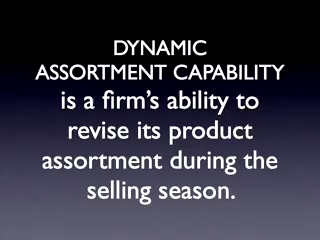 DYNAMIC
ASSORTMENT CAPABILITY
is a firm’s ability to
revise its product
assortment during the
selling season.